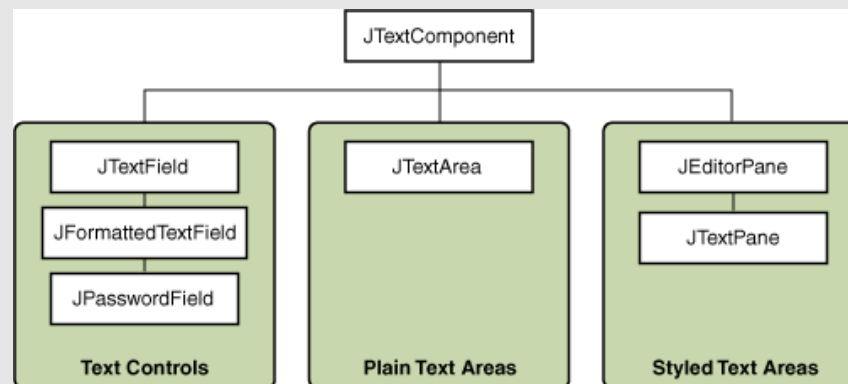 JTextComponent
JTextField
JFormattedTextField
JPasswordField
Text Controls
JTextArea
Plain Text Areas
JEditorPane
JTextPane
Styled Text Areas